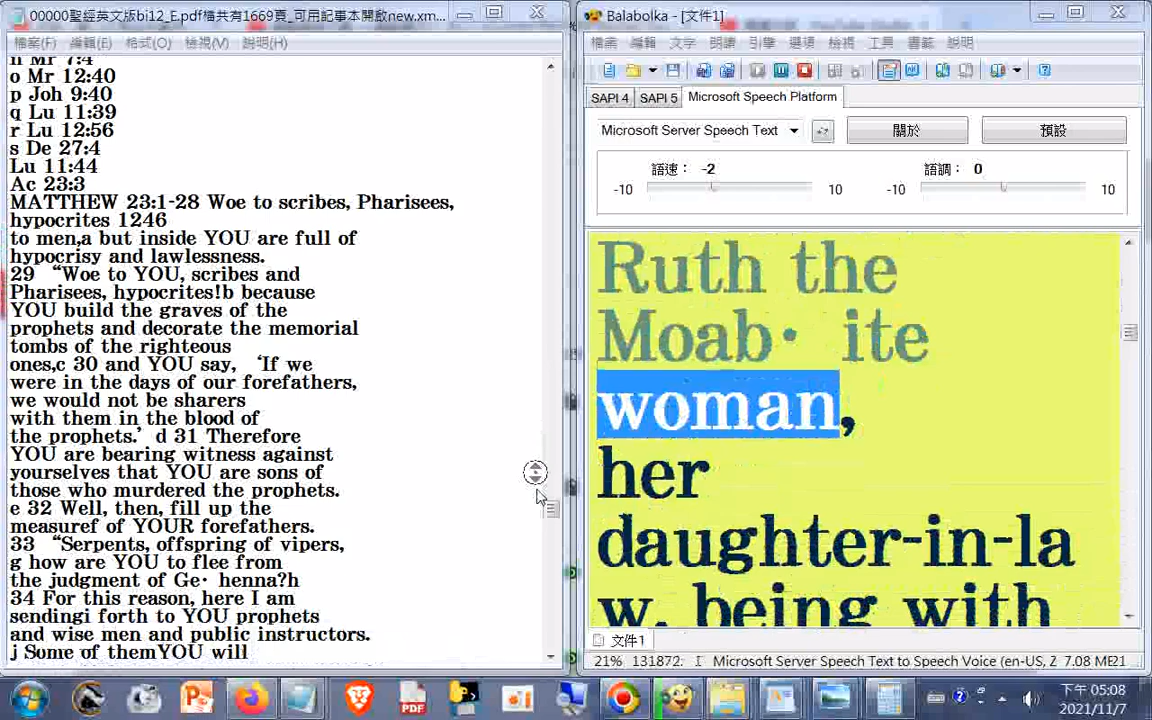 00000聖經英文版bi12_E.pdf檔共有1669頁_可用記事本開啟new.xm...
檔案(F) 編輯(E) 格式(O) 檢視(V) 說明(H)
n Mr 7:4
o Mr 12:40
p Joh 9:40
q Lu 11:39
r Lu 12:56
s De 27:4
Lu 11:44
Ac 23:3
MATTHEW 23:1-28 Woe to scribes, Pharisees,
hypocrites 1246
to men,a but inside YOU are full of
hypocrisy and lawlessness.
29 “Woe to YOU, scribes and
Pharisees, hypocrites!b because
YOU build the graves of the
prophets and decorate the memorial
tombs of the righteous
ones,c 30 and YOU say, ‘If we
were in the days of our forefathers,
we would not be sharers
with them in the blood of
the prophets.’ d 31 Therefore
YOU are bearing witness against
yourselves that YOU are sons of
those who murdered the prophets.
e 32 Well, then, fill up the
measuref of YOUR forefathers.
33 “Serpents, offspring of vipers,
g how are YOU to flee from
the judgment of Ge· henna?h
34 For this reason, here I am
sendingi forth to YOU prophets
and wise men and public instructors.
j Some of themYOU will
Balabolka - [文件1]
檔案 編輯 文字 朗讀 引擎 選項 檢視 工具 書籤 說明
SAPI 4 SAPI 5 Microsoft Speech Platform
Microsoft Server Speech Text 關於 預設
語速: -2 語調: 0
-10 10 -10 10
Ruth the
Moab· ite
woman,
her
daughter-in-la
w, being with
文件1
21% 131872: Microsoft Server Speech Text to Speech Voice (en-US, Z 7.08 ME21
PDF
下午 05:08
2021/11/7